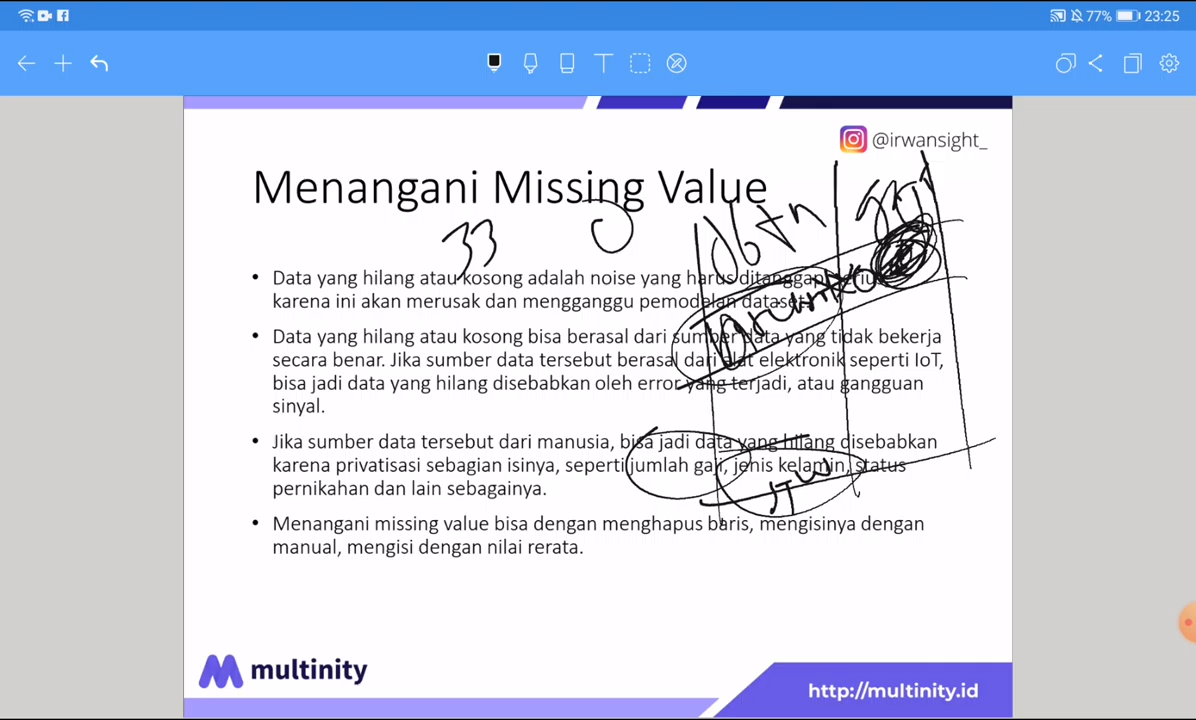 77% 23:25
@irwansight_
Menangani Missing Value
33 0
gaji
• Data yang hilang atau kosong adalah noise yang harus ditanggapi serius
karena ini akan merusak dan mengganggu pemodelan dataset.
• Data yang hilang atau kosong bisa berasal dari sumber data yang tidak bekerja
secara benar. Jika sumber data tersebut berasal dari alat elektronik seperti IoT,
bisa jadi data yang hilang disebabkan oleh error yang terjadi, atau gangguan
sinyal.
• Jika sumber data tersebut dari manusia, bisa jadi data yang hilang disebabkan
karena privatisasi sebagian isinya, seperti jumlah gaji, jenis kelamin, status
pernikahan dan lain sebagainya.
• Menangani missing value bisa dengan menghapus baris, mengisinya dengan
manual, mengisi dengan nilai rerata.
multinity
http://multinity.id